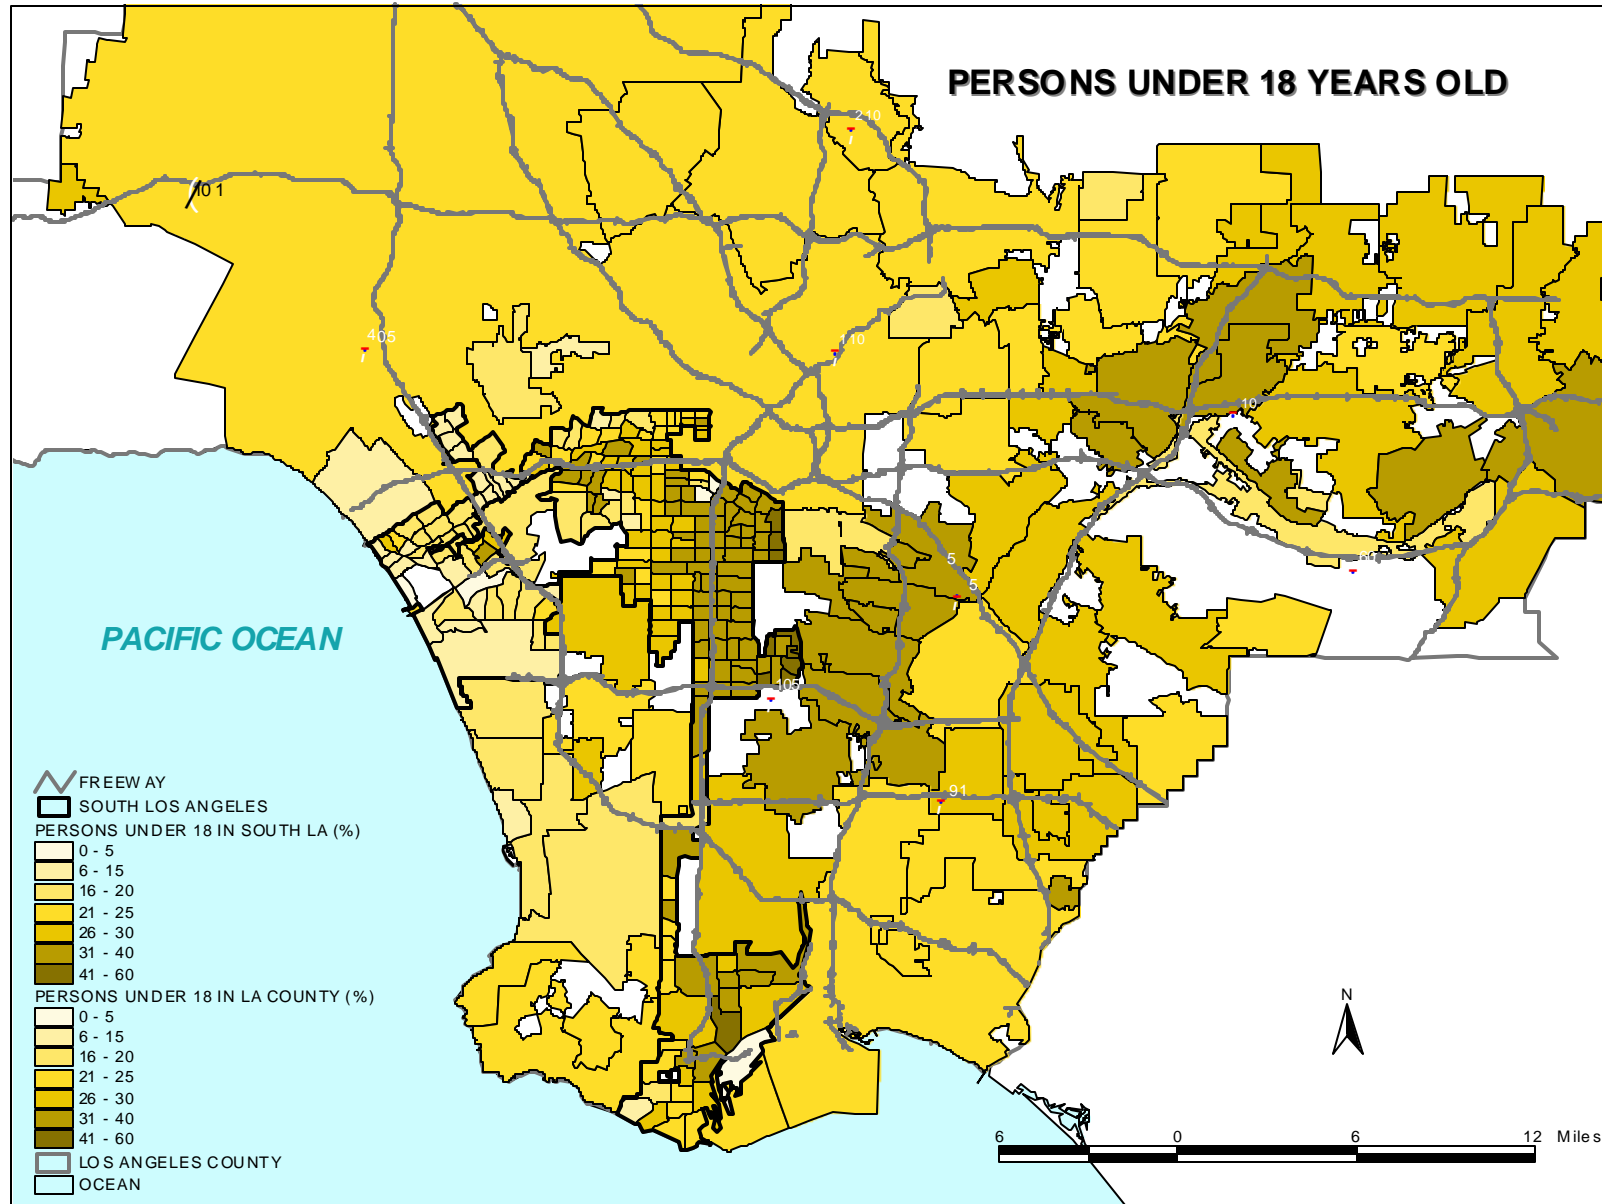 PERSONS UNDER 18 YEARS OLD
210
101
405
110
10
5
5
60
PACIFIC OCEAN
105
91
FREEWAY
SOUTH LOS ANGELES
PERSONS UNDER 18 IN SOUTH LA (%)
0 - 5
6 - 15
16 - 20
21 - 25
26 - 30
31 - 40
41 - 60
PERSONS UNDER 18 IN LA COUNTY (%)
0 - 5
6 - 15
16 - 20
21 - 25
26 - 30
31 - 40
41 - 60
LOS ANGELES COUNTY
OCEAN
N
6 0 6 12 Miles